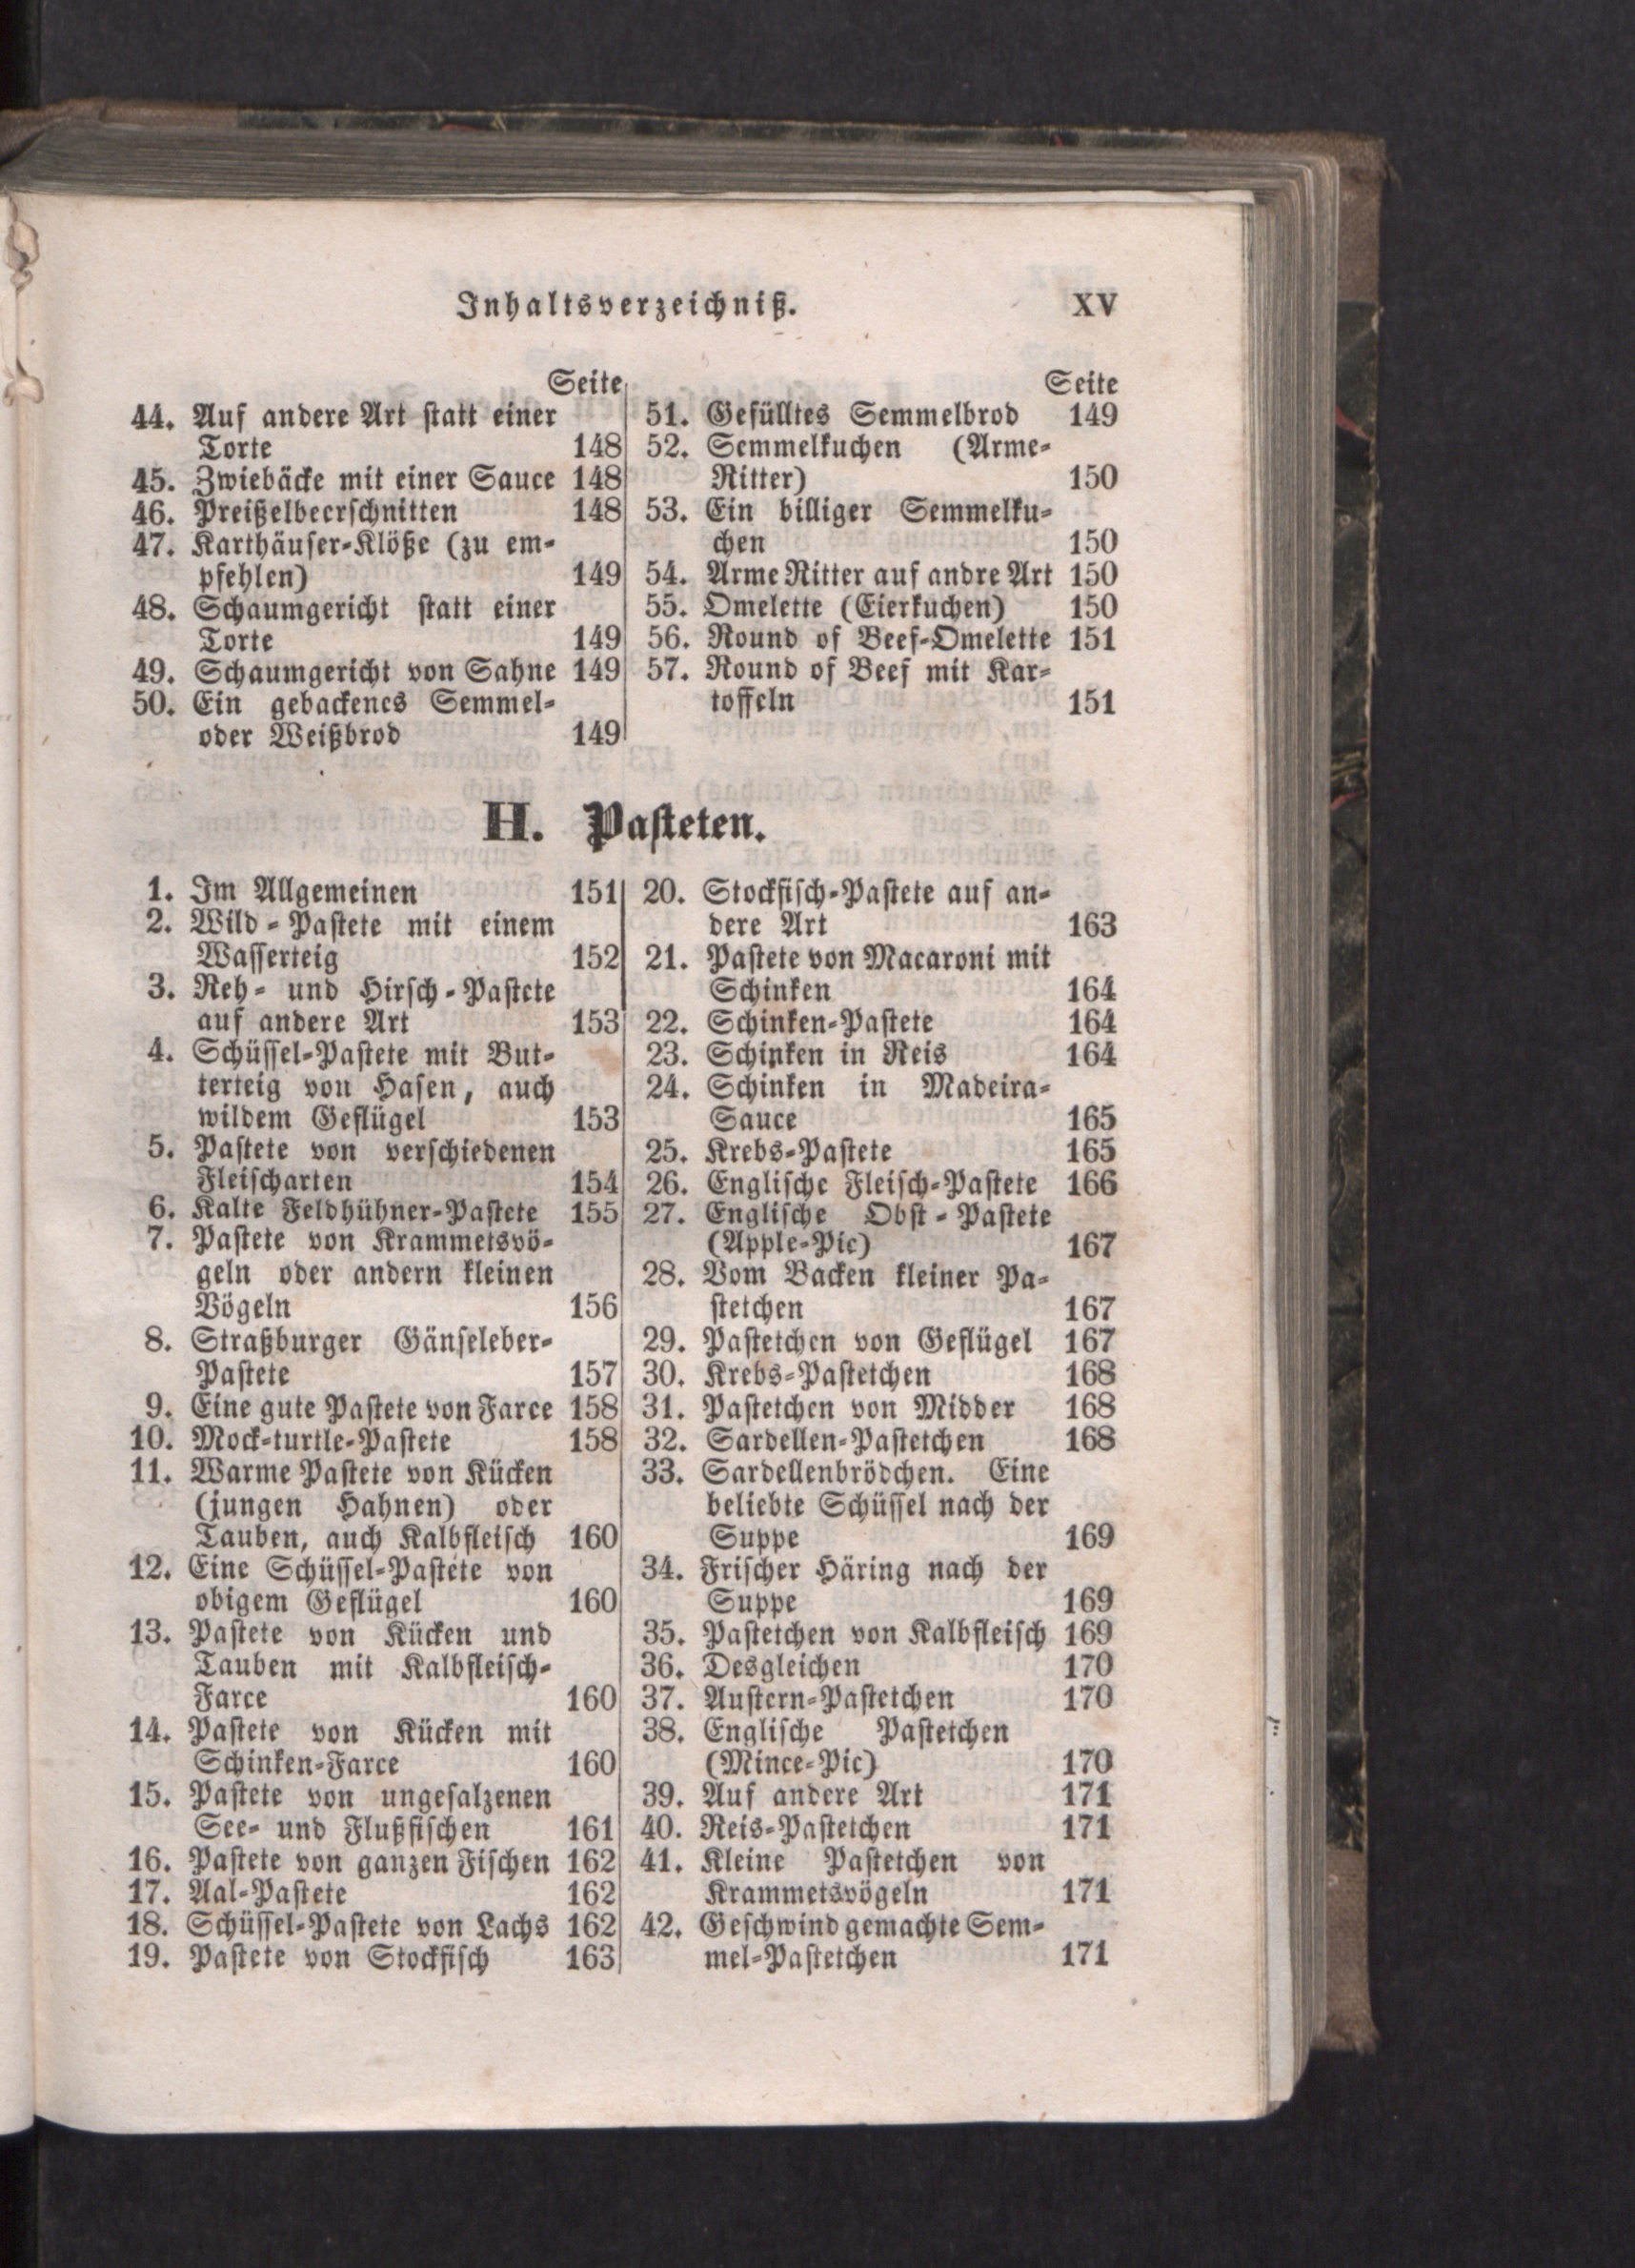 Inhaltsverzeichniß. XV
Seite
44. Auf andere Art statt einer
Torte 148
45. Zwiebäcke mit einer Sauce 148
46. Preißelbeerschnitten 148
47. Karthäuser-Klöße (zu em-
pfehlen) 149
48. Schaumgericht statt einer
Torte 149
49. Schaumgericht von Sahne 149
50. Ein gebackenes Semmel-
oder Weißbrod 149
Seite
51. Gefülltes Semmelbrod 149
52. Semmelkuchen (Arme-
Ritter) 150
53. Ein billiger Semmelku-
chen 150
54. Arme Ritter auf andre Art 150
55. Omelette (Eierkuchen) 150
56. Round of Beef-Omelette 151
57. Round of Beef mit Kar-
toffeln 151
H. Pasteten.
1. Im Allgemeinen 151
2. Wild-Pastete mit einem
Wasserteig 152
3. Reh- und Hirsch-Pastete
auf andere Art 153
4. Schüssel-Pastete mit But-
terteig von Hasen, auch
wildem Geflügel 153
5. Pastete von verschiedenen
Fleischarten 154
6. Kalte Feldhühner-Pastete 155
7. Pastete von Krammetsvö-
geln oder andern kleinen
Vögeln 156
8. Straßburger Gänseleber-
Pastete 157
9. Eine gute Pastete von Farce 158
10. Mock-turtle-Pastete 158
11. Warme Pastete von Kücken
(jungen Hahnen) oder
Tauben, auch Kalbfleisch 160
12. Eine Schüssel-Pastete von
obigem Geflügel 160
13. Pastete von Kücken und
Tauben mit Kalbfleisch-
Farce 160
14. Pastete von Kücken mit
Schinken-Farce 160
15. Pastete von ungesalzenen
See- und Flußfischen 161
16. Pastete von ganzen Fischen 162
17. Aal-Pastete 162
18. Schüssel-Pastete von Lachs 162
19. Pastete von Stockfisch 163
20. Stockfisch-Pastete auf an-
dere Art 163
21. Pastete von Macaroni mit
Schinken 164
22. Schinken-Pastete 164
23. Schinken in Reis 164
24. Schinken in Madeira-
Sauce 165
25. Krebs-Pastete 165
26. Englische Fleisch-Pastete 166
27. Englische Obst-Pastete
(Apple-Pie) 167
28. Vom Backen kleiner Pa-
stetchen 167
29. Pastetchen von Geflügel 167
30. Krebs-Pastetchen 168
31. Pastetchen von Midder 168
32. Sardellen-Pastetchen 168
33. Sardellenbrödchen. Eine
beliebte Schüssel nach der
Suppe 169
34. Frischer Häring nach der
Suppe 169
35. Pastetchen von Kalbfleisch 169
36. Desgleichen 170
37. Austern-Pastetchen 170
38. Englische Pastetchen
(Mince-Pie) 170
39. Auf andere Art 171
40. Reis-Pastetchen 171
41. Kleine Pastetchen von
Krammetsvögeln 171
42. Geschwind gemachte Sem-
mel-Pastetchen 171